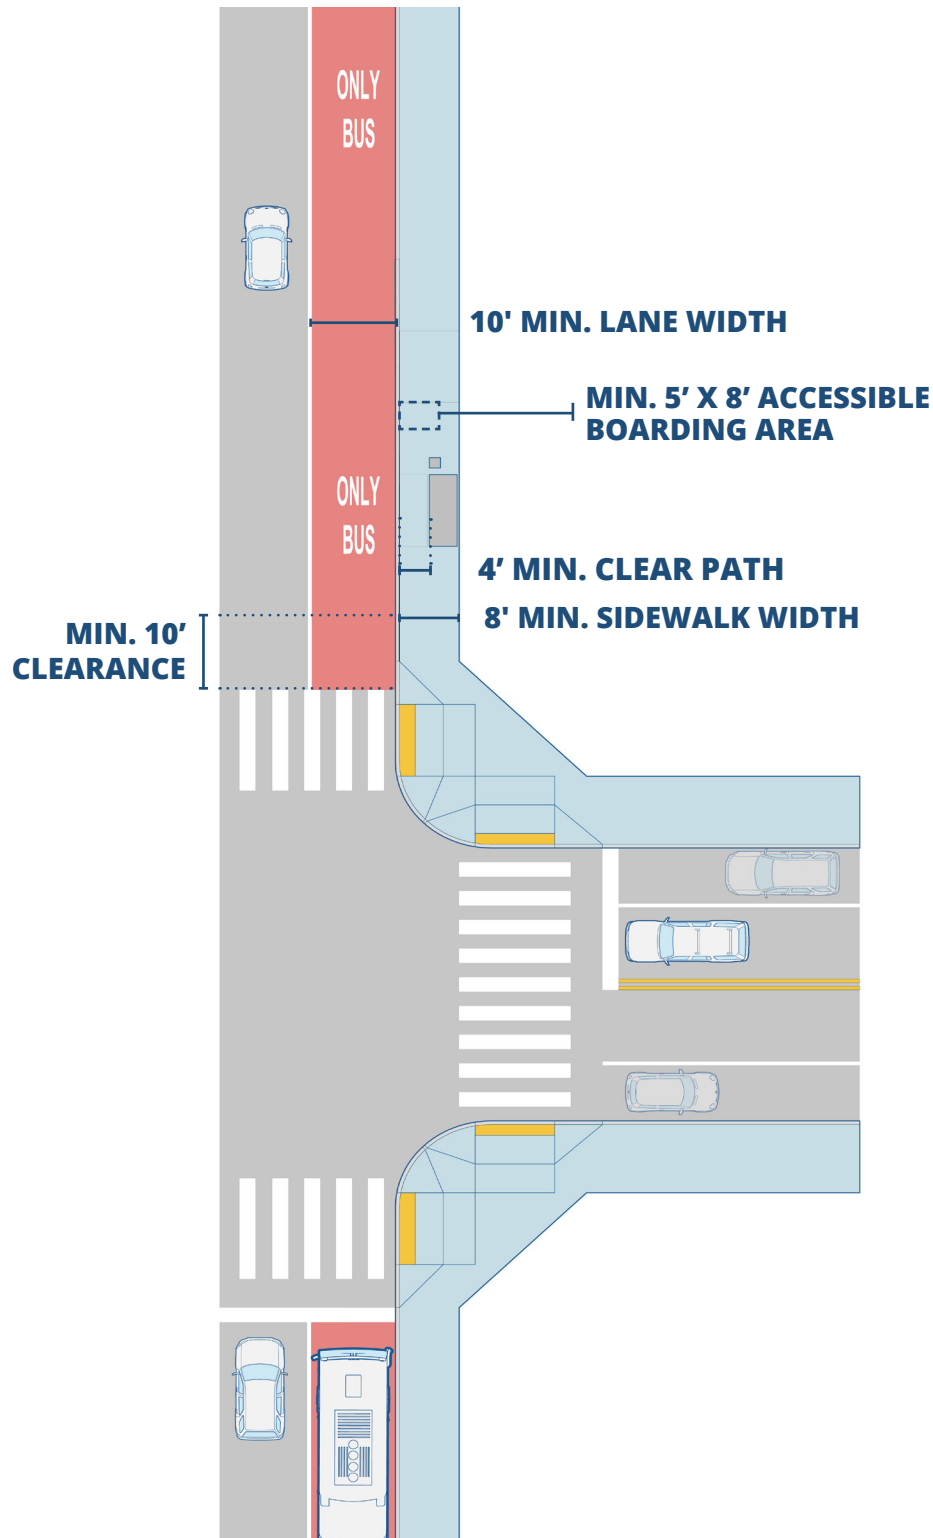 ONLY
BUS
10' MIN. LANE WIDTH
MIN. 5’ X 8’ ACCESSIBLE
BOARDING AREA
ONLY
BUS
4’ MIN. CLEAR PATH
8' MIN. SIDEWALK WIDTH
MIN. 10’
CLEARANCE